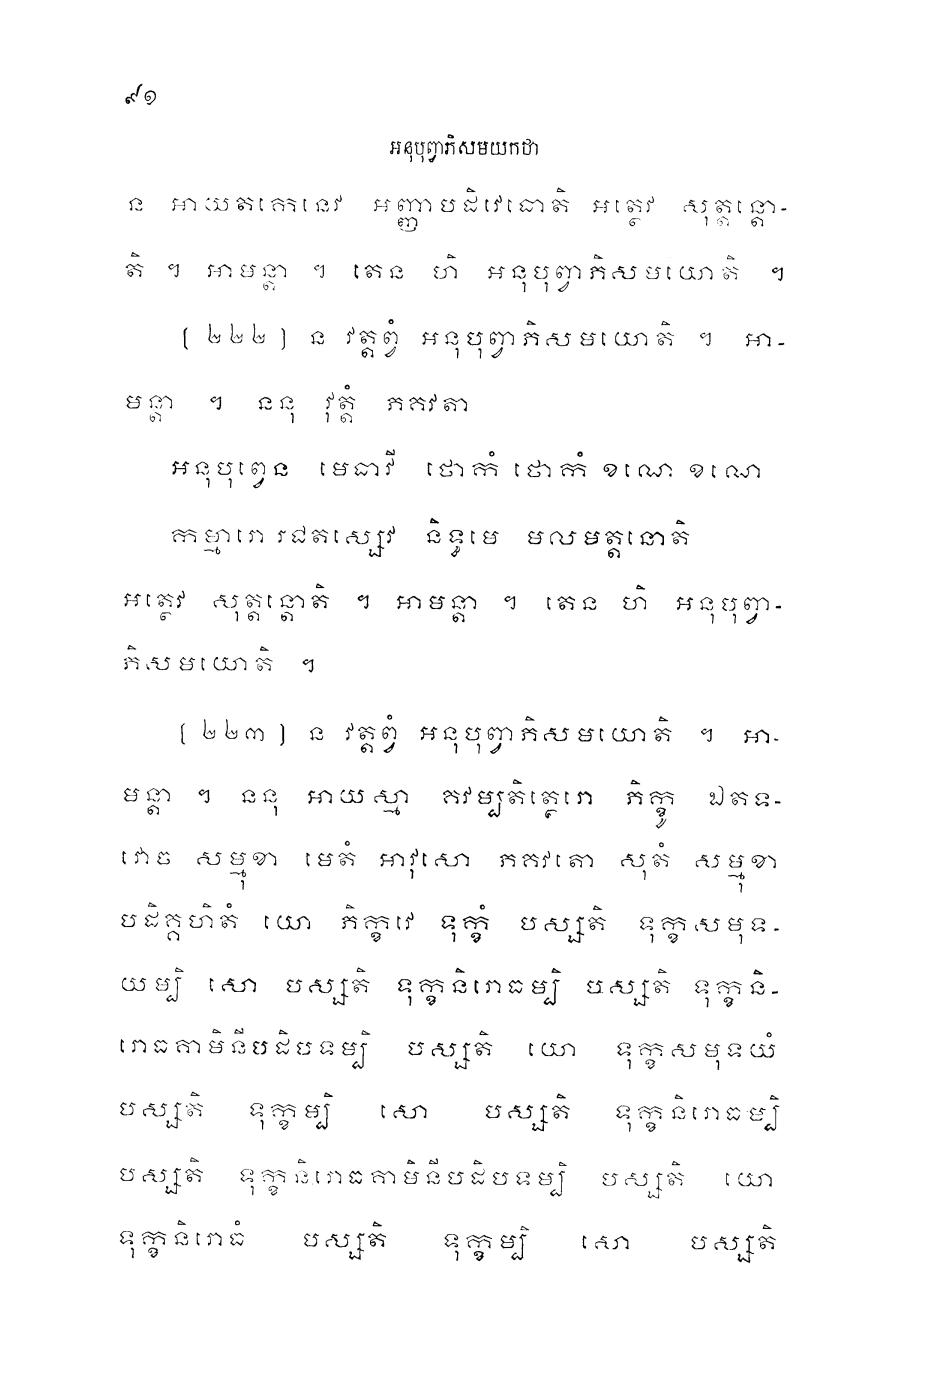 ៩១
អនុបុព្វាភិសមយកថា
ន អាយតកេនេវ អញ្ញាបដិវេធោតិ អត្ថេវ សុត្តន្តោ-
តិ ។ អាមន្តា ។ តេន ហិ អនុបុព្វាភិសមយោតិ ។
[២២២] ន វត្តព្វំ អនុបុព្វាភិសមយោតិ ។ អា-
មន្តា ។ ននុ វុត្តំ ភគវតា
អនុបុព្វេន មេធាវី ថោកំ ថោកំ ខណេ ខណេ
កម្មារោ រជតស្សេវ និទ្ធមេ មលមត្តនោតិ
អត្ថេវ សុត្តន្តោតិ ។ អាមន្តា ។ តេន ហិ អនុបុព្វា-
ភិសមយោតិ ។
[២២៣] ន វត្តព្វំ អនុបុព្វាភិសមយោតិ ។ អា-
មន្តា ។ ននុ អាយស្មា គវម្បតិត្ថេរោ ភិក្ខូ ឯតទ-
វោច សម្មុខា មេតំ អាវុសោ ភគវតោ សុតំ សម្មុខា
បដិគ្គហិតំ យោ ភិក្ខវេ ទុក្ខំ បស្សតិ ទុក្ខសមុទ-
យម្បិ សោ បស្សតិ ទុក្ខនិរោធម្បិ បស្សតិ ទុក្ខនិ-
រោធគាមិនីបដិបទម្បិ បស្សតិ យោ ទុក្ខសមុទយំ
បស្សតិ ទុក្ខម្បិ សោ បស្សតិ ទុក្ខនិរោធម្បិ
បស្សតិ ទុក្ខនិរោធគាមិនីបដិបទម្បិ បស្សតិ យោ
ទុក្ខនិរោធំ បស្សតិ ទុក្ខម្បិ សោ បស្សតិ